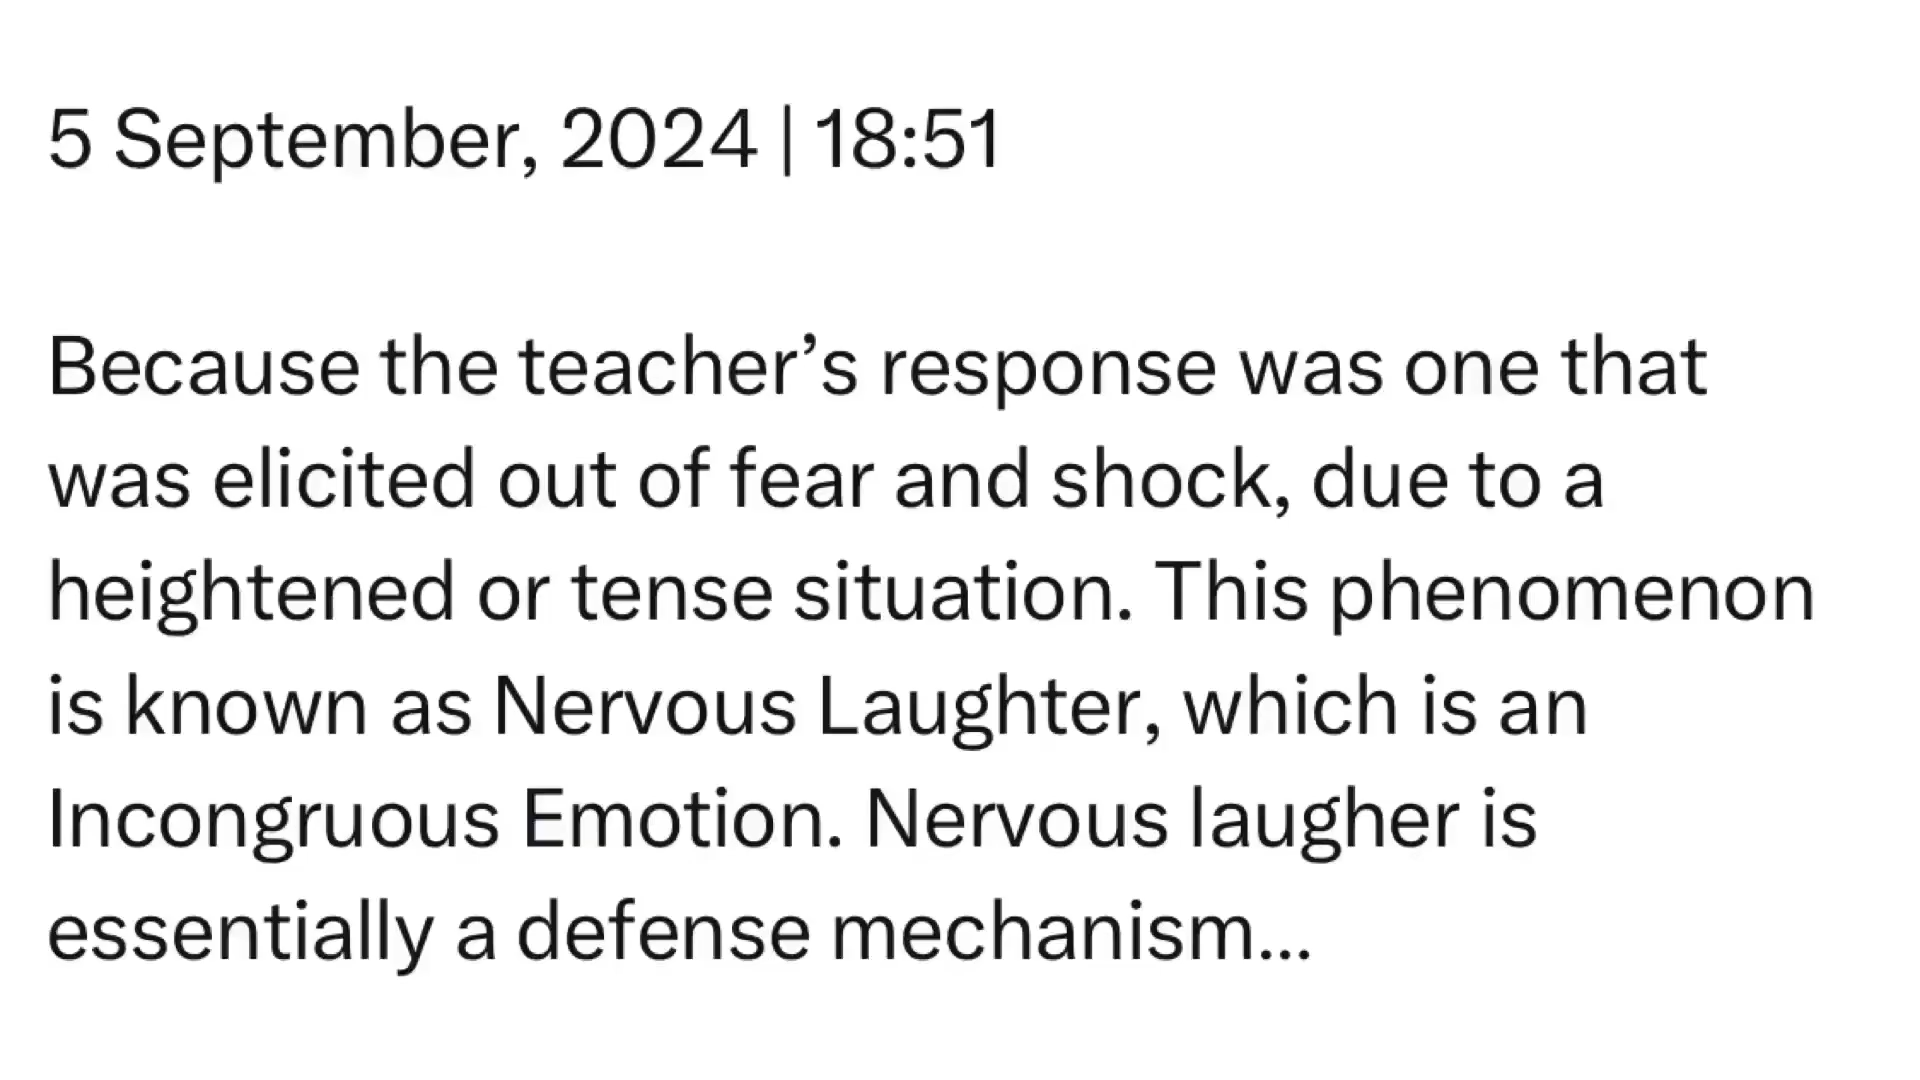 5 September, 2024 | 18:51
Because the teacher’s response was one that
was elicited out of fear and shock, due to a
heightened or tense situation. This phenomenon
is known as Nervous Laughter, which is an
Incongruous Emotion. Nervous laugher is
essentially a defense mechanism...